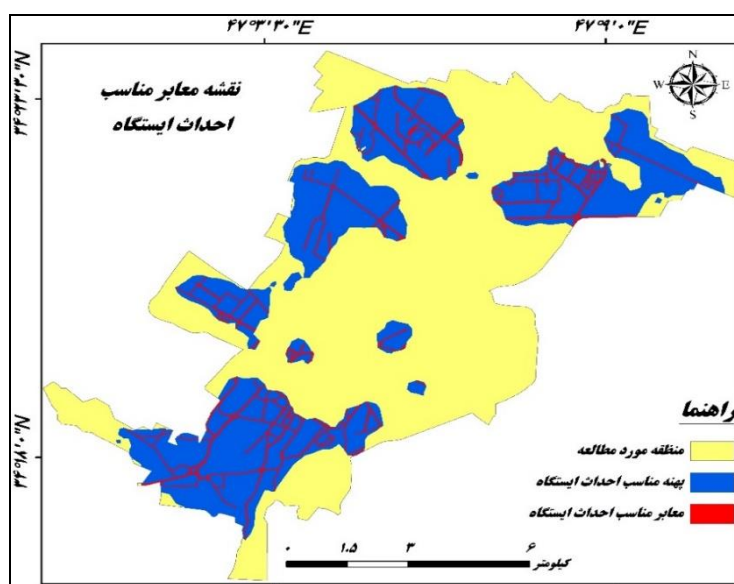 ۴۷°۳'۳۰"E
۴۷°۹'۰"E
نقشه معابر مناسب
احداث ایستگاه
N
W
E
S
راهنما
منطقه مورد مطالعه
پهنه مناسب احداث ایستگاه
معابر مناسب احداث ایستگاه
۰ ۱.۵ ۳ ۶
کیلومتر